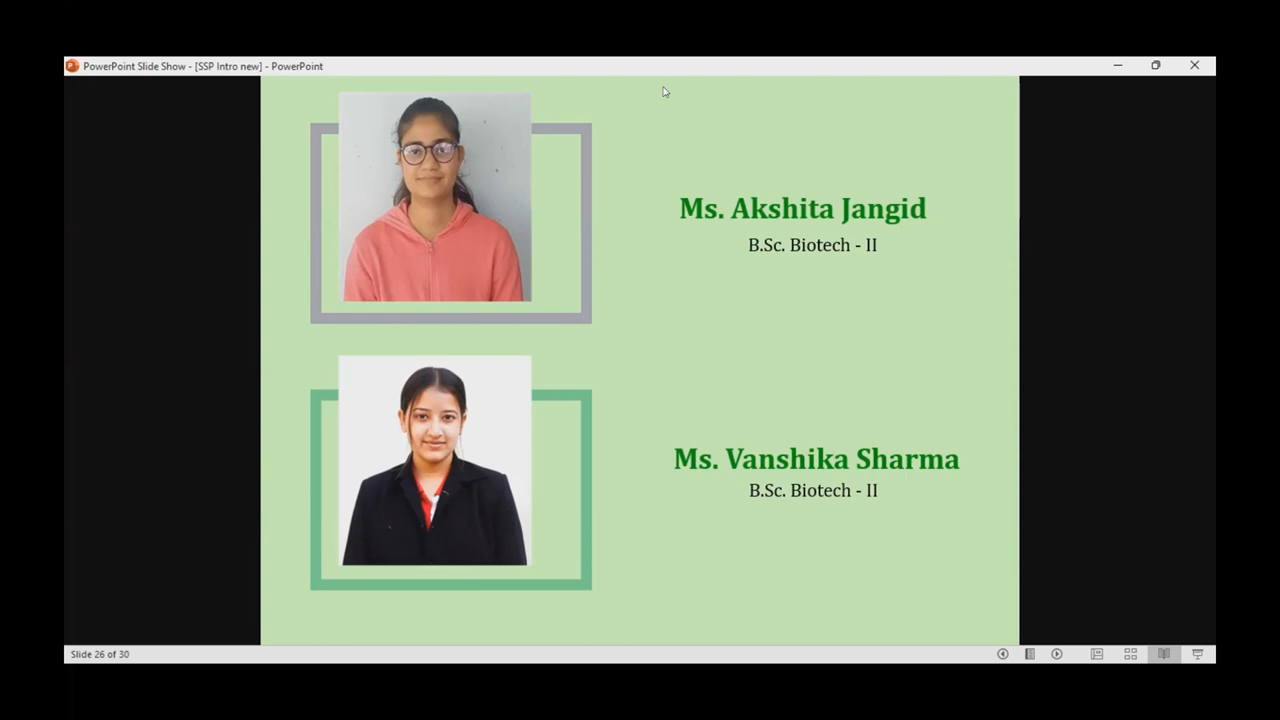 PowerPoint Slide Show - [SSP Intro new] - PowerPoint
Ms. Akshita Jangid
B.Sc. Biotech - II
Ms. Vanshika Sharma
B.Sc. Biotech - II
Slide 26 of 30